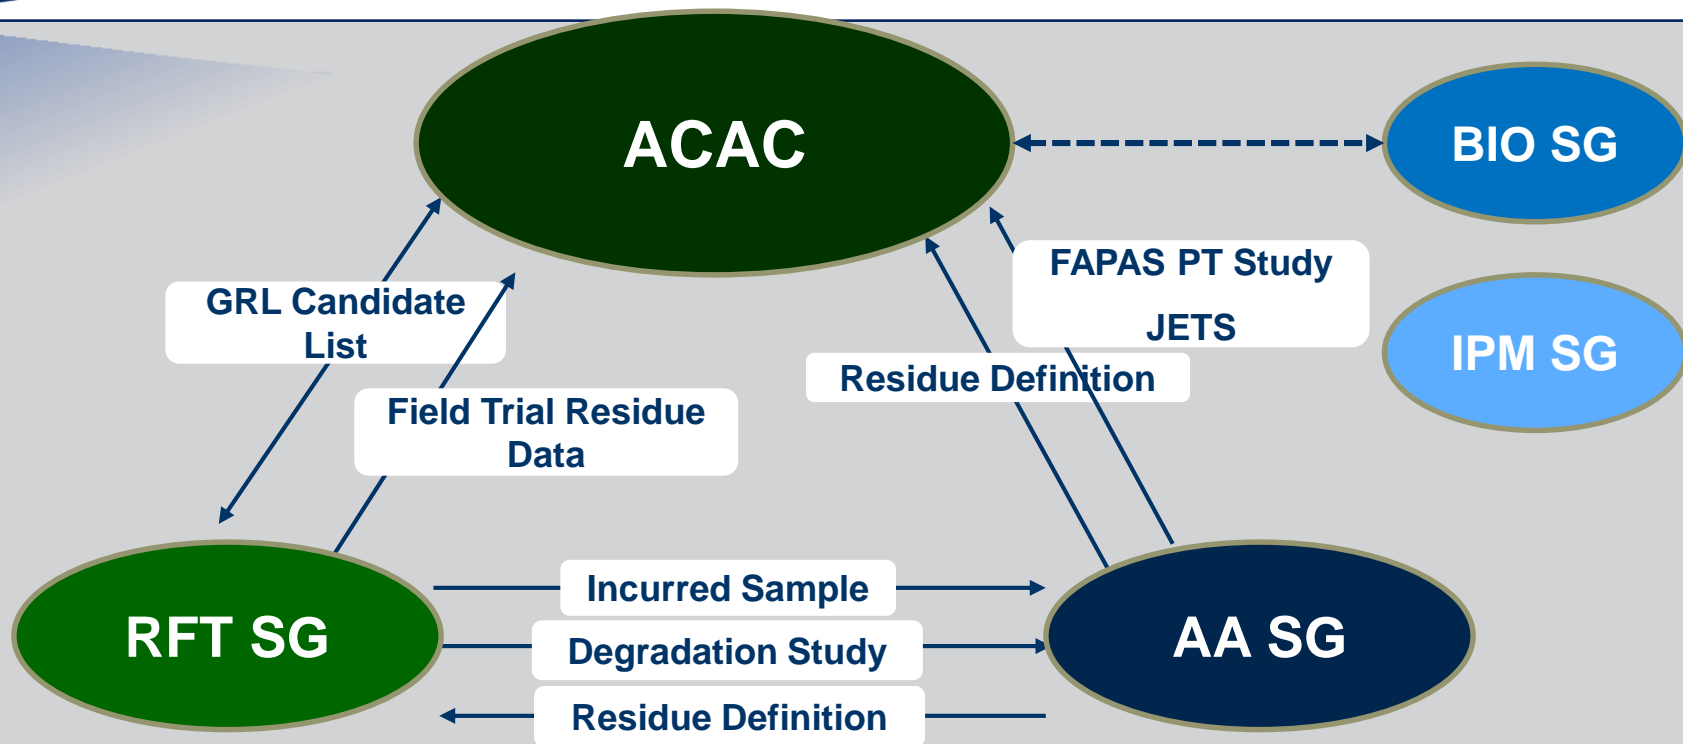 ACAC
BIO SG
FAPAS PT Study
JETS
GRL Candidate
List
IPM SG
Residue Definition
Field Trial Residue
Data
Incurred Sample
RFT SG
AA SG
Degradation Study
Residue Definition